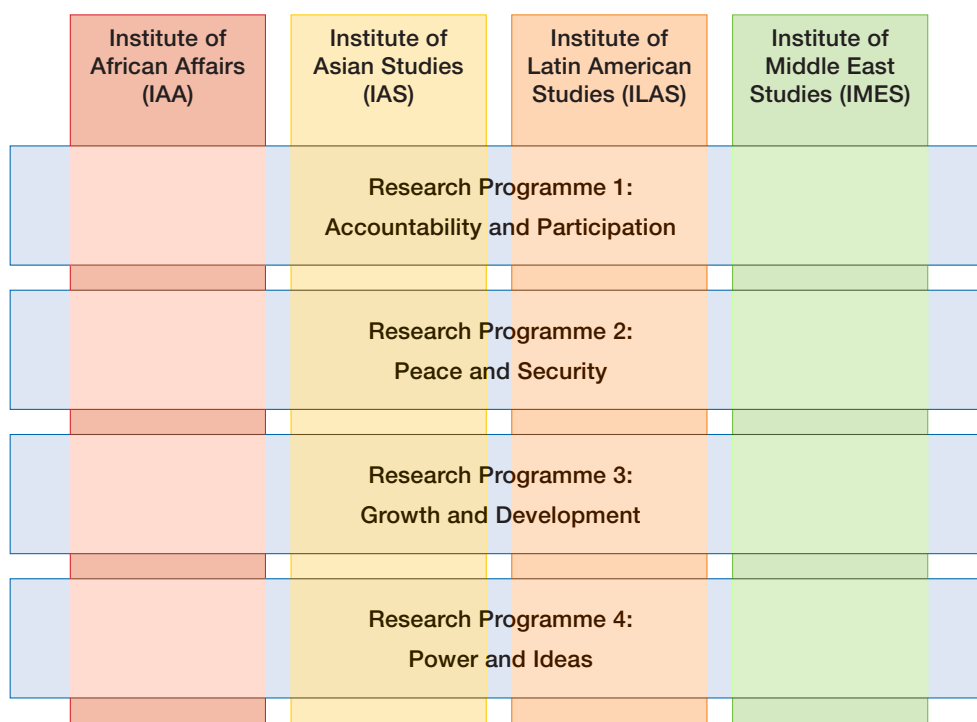 Institute of
African Affairs
(IAA)
Institute of
Asian Studies
(IAS)
Institute of
Latin American
Studies (ILAS)
Institute of
Middle East
Studies (IMES)
Research Programme 1:
Accountability and Participation
Research Programme 2:
Peace and Security
Research Programme 3:
Growth and Development
Research Programme 4:
Power and Ideas